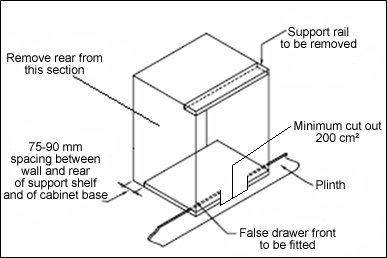 Support rail
to be removed
Remove rear from
this section
Minimum cut out
200 cm²
75-90 mm
spacing between
wall and rear
of support shelf
and of cabinet base
Plinth
False drawer front
to be fitted